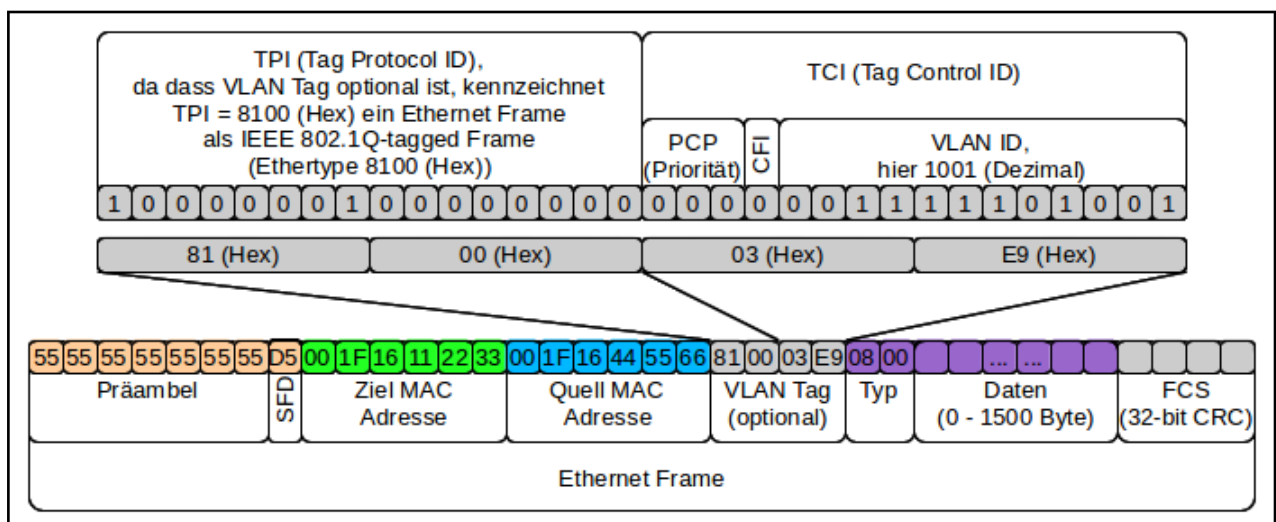 TPI (Tag Protocol ID),
da dass VLAN Tag optional ist, kennzeichnet
TPI = 8100 (Hex) ein Ethernet Frame
als IEEE 802.1Q-tagged Frame
(Ethertype 8100 (Hex))
TCI (Tag Control ID)
PCP
(Priorität)
CFI
VLAN ID,
hier 1001 (Dezimal)
1 0 0 0 0 0 0 1 0 0 0 0 0 0 0 0 0 0 0 0 0 0 1 1 1 1 1 0 1 0 0 1
81 (Hex) 00 (Hex) 03 (Hex) E9 (Hex)
55 55 55 55 55 55 55 D5 00 1F 16 11 22 33 00 1F 16 44 55 66 81 00 03 E9 08 00 ... ...
Präambel
SFD
Ziel MAC
Adresse
Quell MAC
Adresse
VLAN Tag
(optional)
Typ
Daten
(0 - 1500 Byte)
FCS
(32-bit CRC)
Ethernet Frame